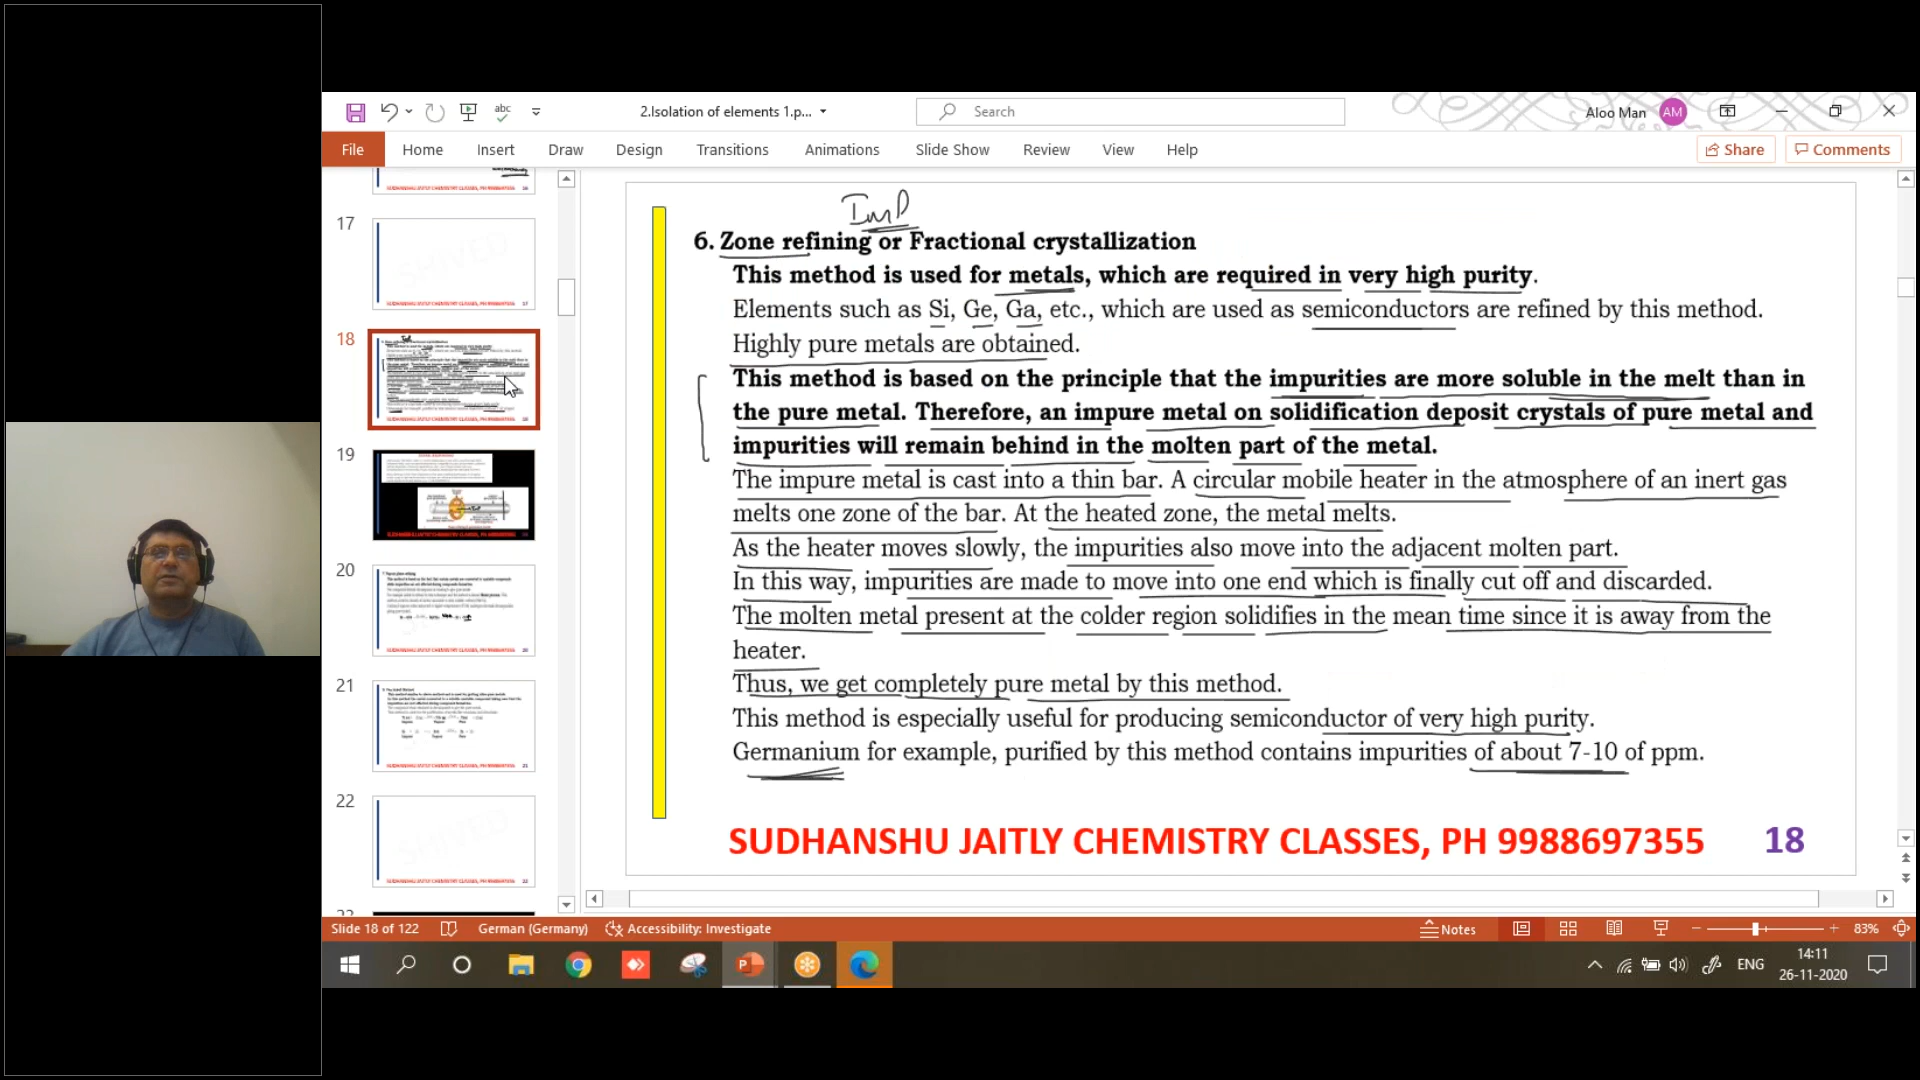 abc
2.Isolation of elements 1.p...
Search
Aloo Man
AM
File
Home
Insert
Draw
Design
Transitions
Animations
Slide Show
Review
View
Help
Share
Comments
17
18
19
20
21
22
ImP
6. Zone refining or Fractional crystallization
This method is used for metals, which are required in very high purity.
Elements such as Si, Ge, Ga, etc., which are used as semiconductors are refined by this method.
Highly pure metals are obtained.
This method is based on the principle that the impurities are more soluble in the melt than in
the pure metal. Therefore, an impure metal on solidification deposit crystals of pure metal and
impurities will remain behind in the molten part of the metal.
The impure metal is cast into a thin bar. A circular mobile heater in the atmosphere of an inert gas
melts one zone of the bar. At the heated zone, the metal melts.
As the heater moves slowly, the impurities also move into the adjacent molten part.
In this way, impurities are made to move into one end which is finally cut off and discarded.
The molten metal present at the colder region solidifies in the mean time since it is away from the
heater.
Thus, we get completely pure metal by this method.
This method is especially useful for producing semiconductor of very high purity.
Germanium for example, purified by this method contains impurities of about 7-10 of ppm.
SUDHANSHU JAITLY CHEMISTRY CLASSES, PH 9988697355
18
Slide 18 of 122
German (Germany)
Accessibility: Investigate
Notes
83%
ENG
14:11
26-11-2020